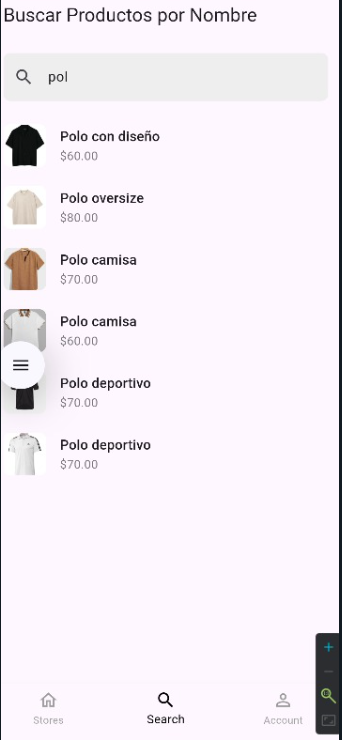 Buscar Productos por Nombre
pol
Polo con diseño
$60.00
Polo oversize
$80.00
Polo camisa
$70.00
Polo camisa
$60.00
Polo deportivo
$70.00
Polo deportivo
$70.00
Stores
Search
Account